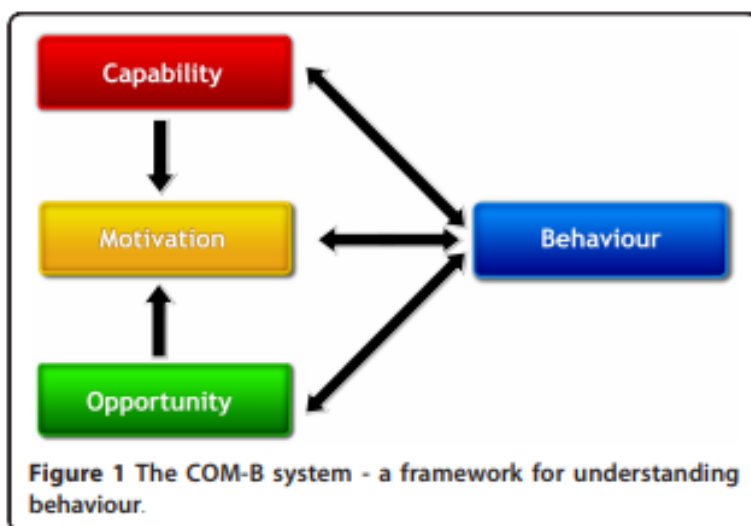 Capability
Motivation
Behaviour
Opportunity
Figure 1 The COM-B system - a framework for understanding
behaviour.